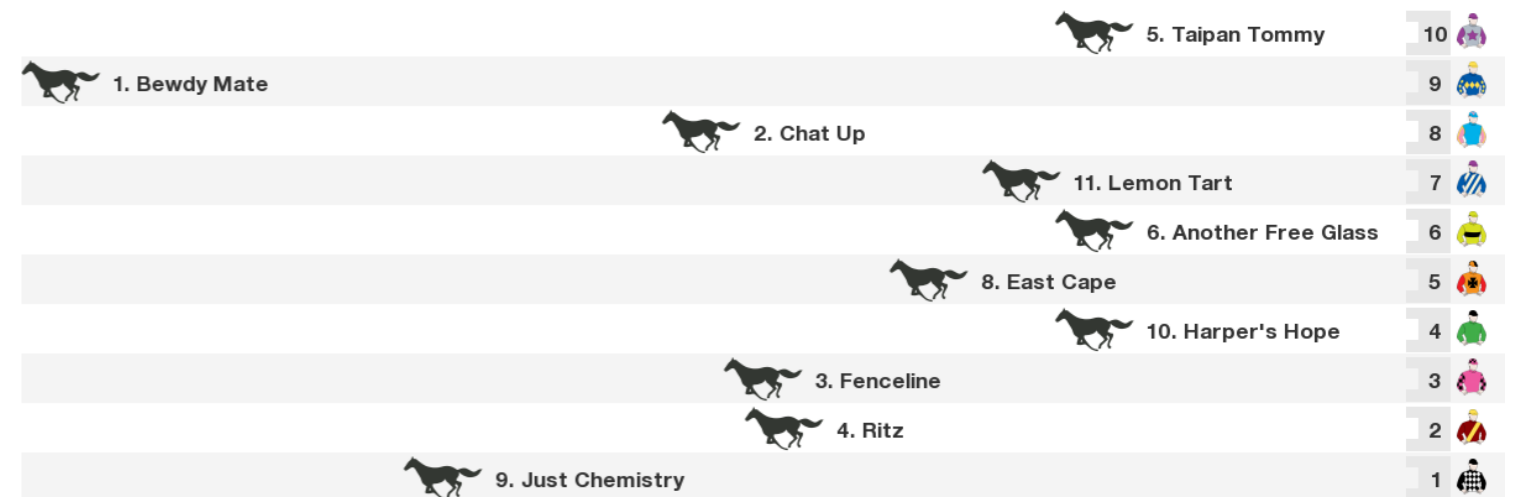 5. Taipan Tommy 10
1. Bewdy Mate 9
2. Chat Up 8
11. Lemon Tart 7
6. Another Free Glass 6
8. East Cape 5
10. Harper's Hope 4
3. Fenceline 3
4. Ritz 2
9. Just Chemistry 1